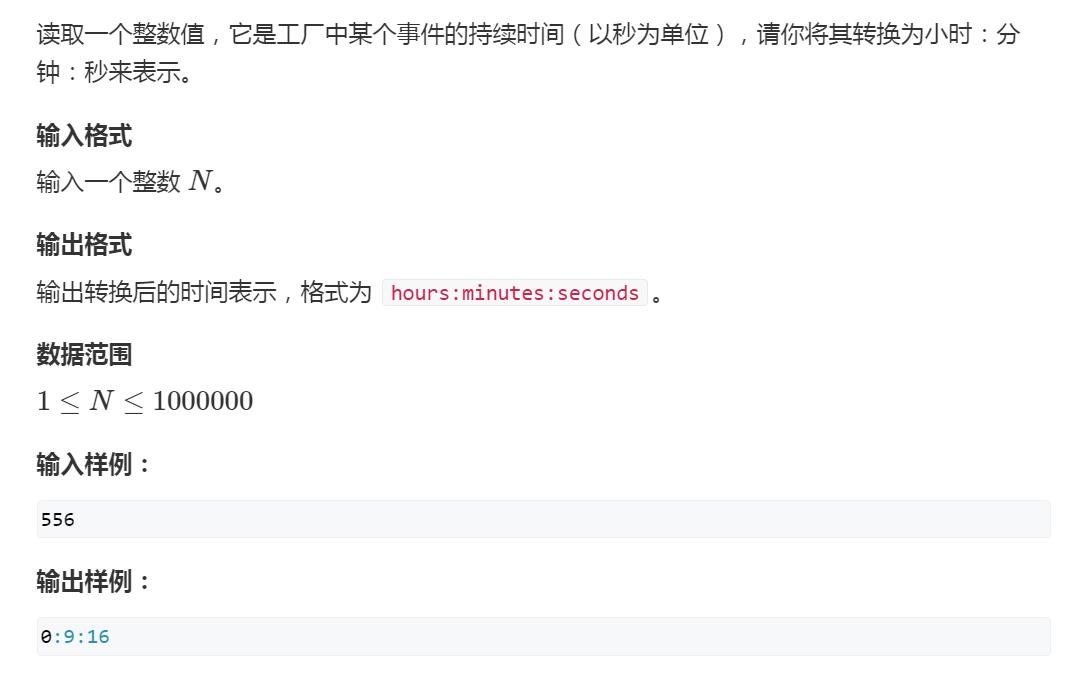 读取一个整数值，它是工厂中某个事件的持续时间（以秒为单位），请你将其转换为小时：分
钟：秒来表示。
输入格式
输入一个整数 N。
输出格式
输出转换后的时间表示，格式为 hours:minutes:seconds。
数据范围
1 ≤ N ≤ 1000000
输入样例：
556
输出样例：
0:9:16